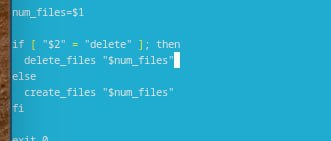 num_files=$1
if [ "$2" = "delete" ]; then
delete_files "$num_files"
else
create_files "$num_files"
fi
exit 0